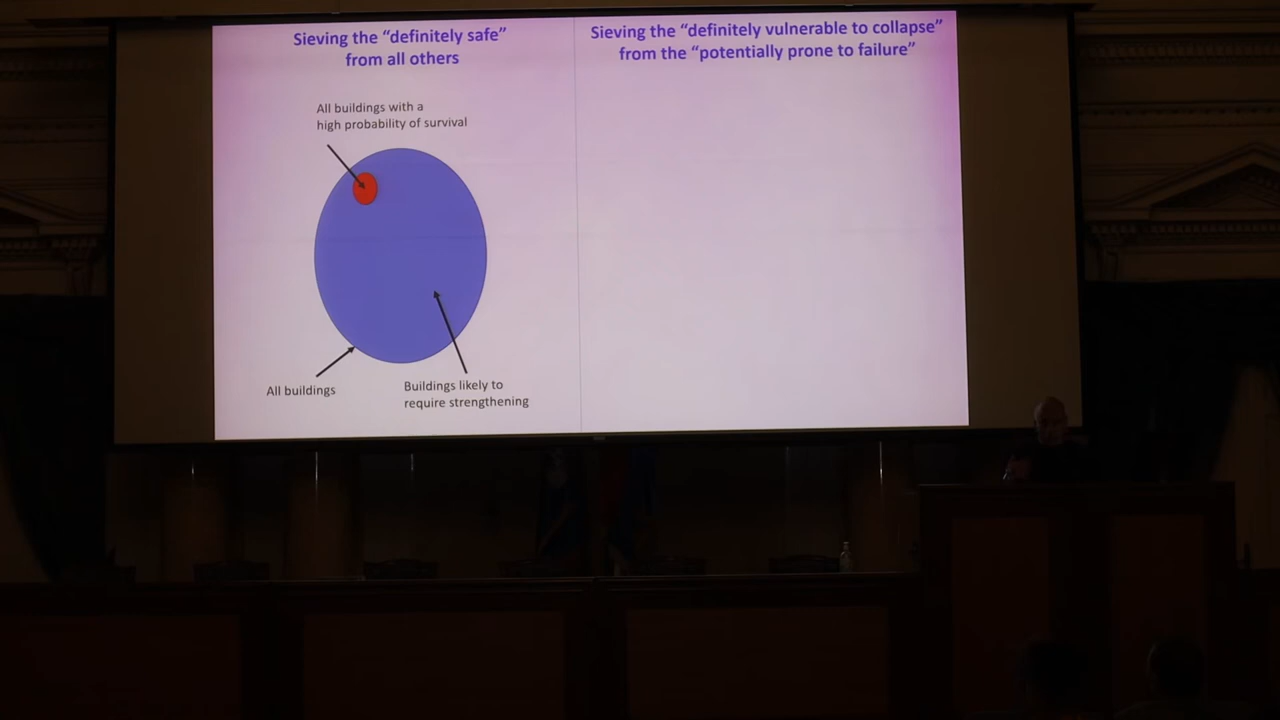 Sieving the “definitely safe”
from all others
All buildings with a
high probability of survival
All buildings
Buildings likely to
require strengthening
Sieving the “definitely vulnerable to collapse”
from the “potentially prone to failure”